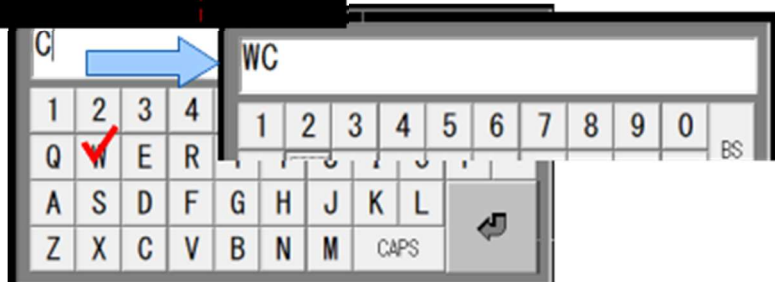 C
WC
1 2 3 4
1 2 3 4 5 6 7 8 9 0
BS
Q W E R
A S D F G H J K L
Z X C V B N M CAPS